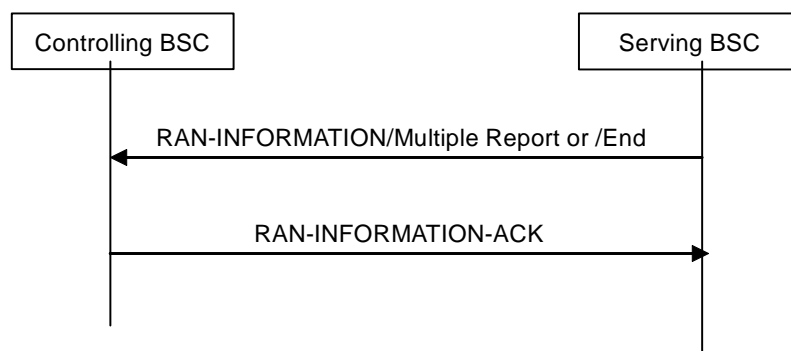 Controlling BSC
Serving BSC
RAN-INFORMATION/Multiple Report or /End
RAN-INFORMATION-ACK